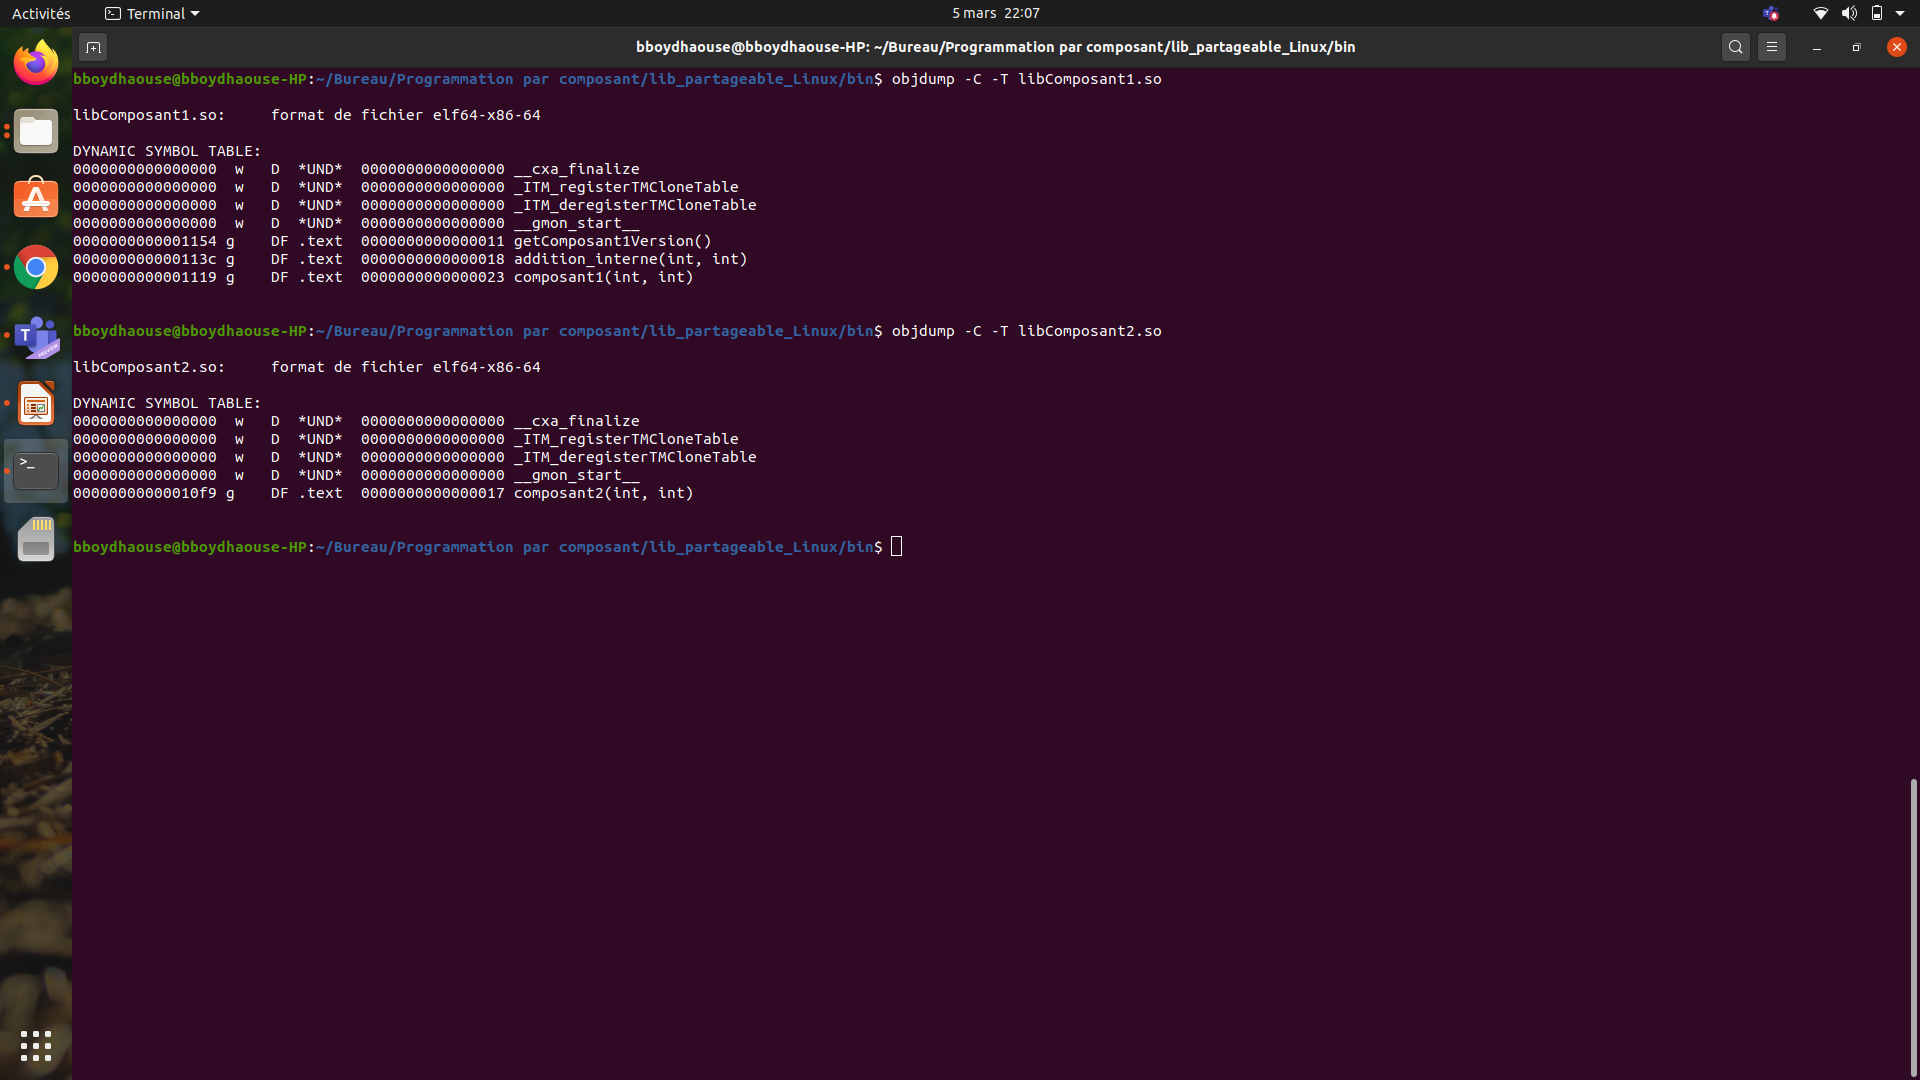 Activités Terminal 5 mars 22:07
bboydhaouse@bboydhaouse-HP: ~/Bureau/Programmation par composant/lib_partageable_Linux/bin
bboydhaouse@bboydhaouse-HP:~/Bureau/Programmation par composant/lib_partageable_Linux/bin$ objdump -C -T libComposant1.so
libComposant1.so:     format de fichier elf64-x86-64
DYNAMIC SYMBOL TABLE:
0000000000000000  w   D  *UND*  0000000000000000 __cxa_finalize
0000000000000000  w   D  *UND*  0000000000000000 _ITM_registerTMCloneTable
0000000000000000  w   D  *UND*  0000000000000000 _ITM_deregisterTMCloneTable
0000000000000000  w   D  *UND*  0000000000000000 __gmon_start__
0000000000001154 g    DF .text  0000000000000011 getComposant1Version()
000000000000113c g    DF .text  0000000000000018 addition_interne(int, int)
0000000000001119 g    DF .text  0000000000000023 composant1(int, int)
bboydhaouse@bboydhaouse-HP:~/Bureau/Programmation par composant/lib_partageable_Linux/bin$ objdump -C -T libComposant2.so
libComposant2.so:     format de fichier elf64-x86-64
DYNAMIC SYMBOL TABLE:
0000000000000000  w   D  *UND*  0000000000000000 __cxa_finalize
0000000000000000  w   D  *UND*  0000000000000000 _ITM_registerTMCloneTable
0000000000000000  w   D  *UND*  0000000000000000 _ITM_deregisterTMCloneTable
0000000000000000  w   D  *UND*  0000000000000000 __gmon_start__
00000000000010f9 g    DF .text  0000000000000017 composant2(int, int)
bboydhaouse@bboydhaouse-HP:~/Bureau/Programmation par composant/lib_partageable_Linux/bin$